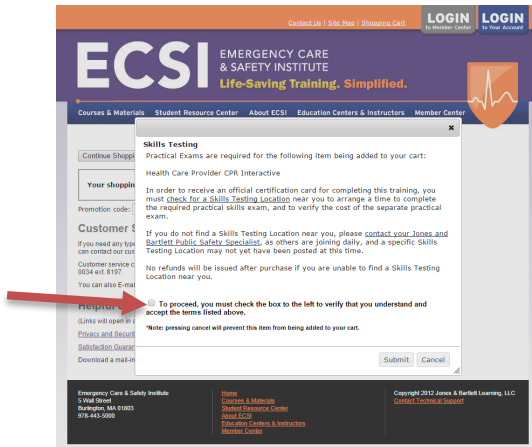 Contact Us | Site Map | Shopping Cart
LOGIN
to Member Center
LOGIN
to Your Account
ECSI
EMERGENCY CARE
& SAFETY INSTITUTE
Life-Saving Training. Simplified.
Courses & Materials Student Resource Center About ECSI Education Centers & Instructors Member Center
Continue Shoppi
Your shoppin
Promotion code:
Customer S
If you need any type
can contact our cus
Customer service c
0034 ext. 8197.
You can also E-mai
Helpful
(Links will open in a
Privacy and Securit
Satisfaction Guaran
Download a mail-in
Skills Testing
Practical Exams are required for the following item being added to your cart:
Health Care Provider CPR Interactive
In order to receive an official certification card for completing this training, you
must check for a Skills Testing Location near you to arrange a time to complete
the required practical skills exam, and to verify the cost of the separate practical
exam.
If you do not find a Skills Testing Location near you, please contact your Jones and
Bartlett Public Safety Specialist, as others are joining daily, and a specific Skills
Testing Location may not yet have been posted at this time.
No refunds will be issued after purchase if you are unable to find a Skills Testing
Location near you.
To proceed, you must check the box to the left to verify that you understand and
accept the terms listed above.
*Note: pressing cancel will prevent this item from being added to your cart.
Submit Cancel
Emergency Care & Safety Institute
5 Wall Street
Burlington, MA 01803
978-443-5000
Home
Courses & Materials
Student Resource Center
About ECSI
Education Centers & Instructors
Member Center
Copyright 2012 Jones & Bartlett Learning, LLC
Contact Technical Support